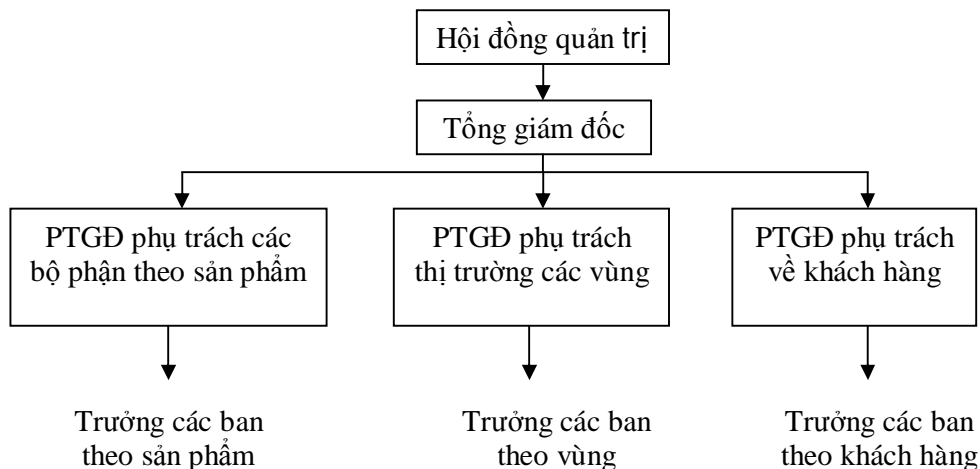 Hội đồng quản trị
Tổng giám đốc
PTGĐ phụ trách các
bộ phận theo sản phẩm
PTGĐ phụ trách
thị trường các vùng
PTGĐ phụ trách
về khách hàng
Trưởng các ban
theo sản phẩm
Trưởng các ban
theo vùng
Trưởng các ban
theo khách hàng